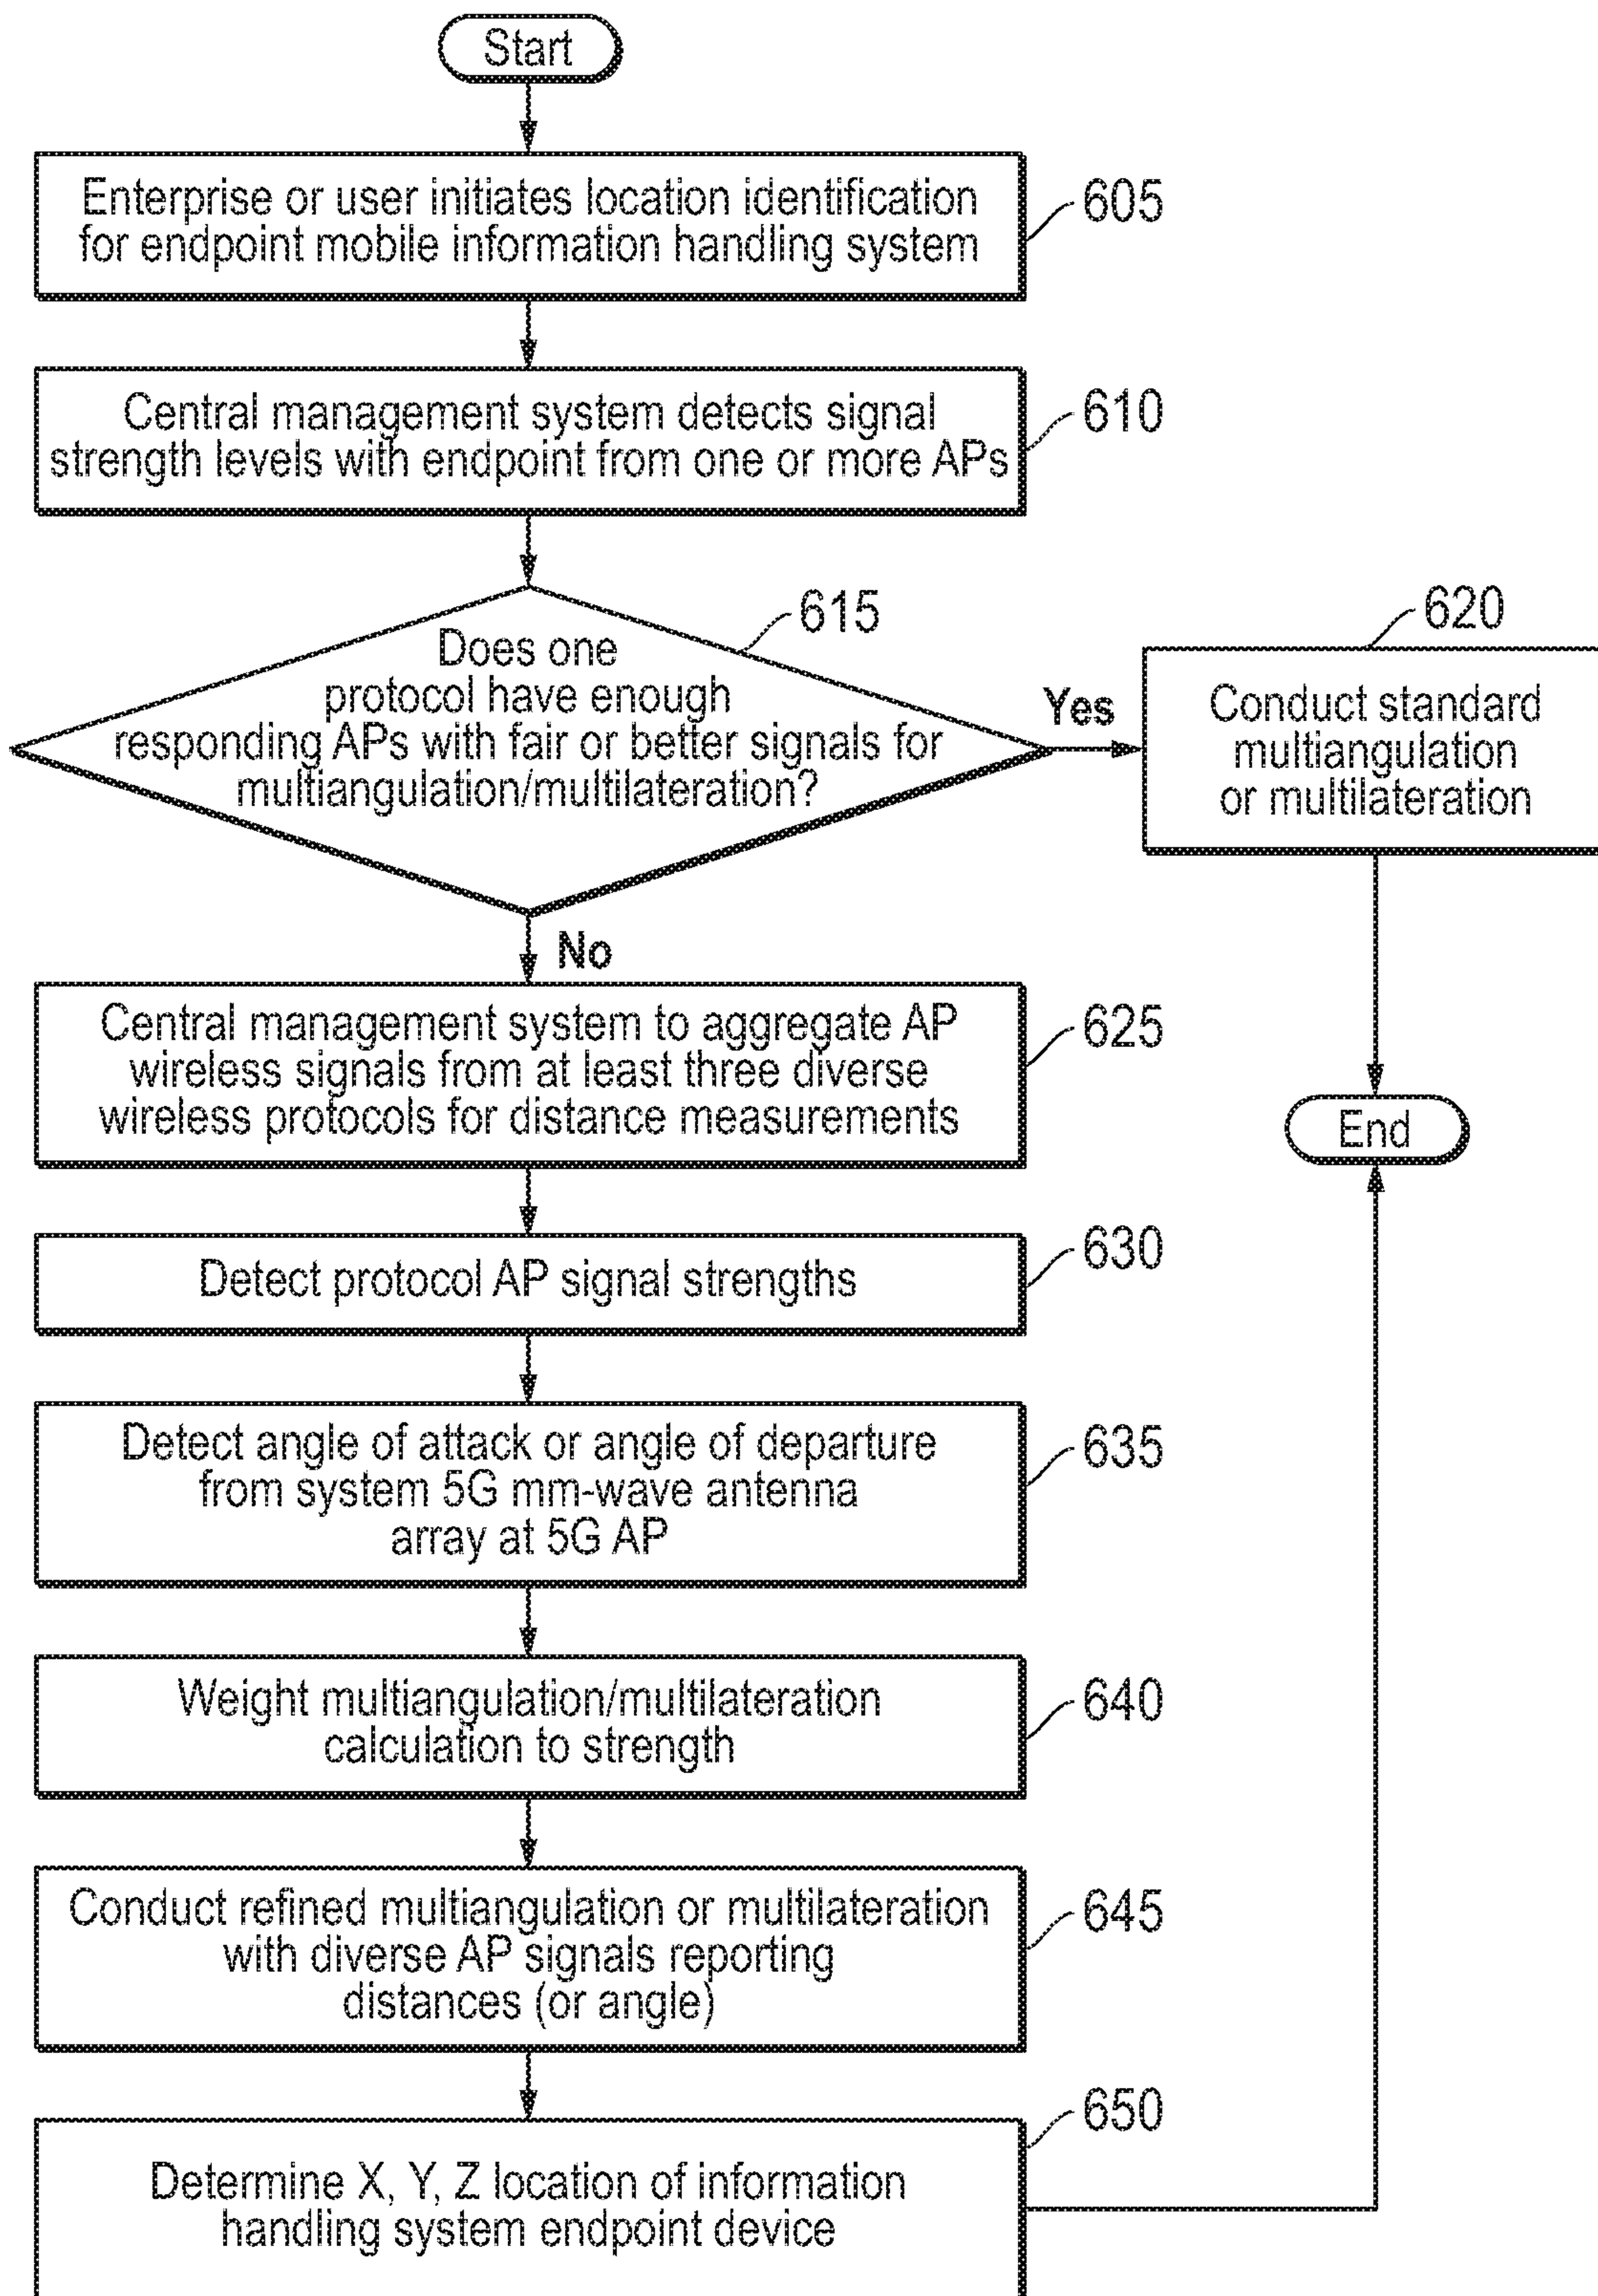 Start
Enterprise or user initiates location identification
for endpoint mobile information handling system
605
Central management system detects signal
strength levels with endpoint from one or more APs
610
Does one
protocol have enough
responding APs with fair or better signals for
multiangulation/multilateration?
615
Yes
620
Conduct standard
multiangulation
or multilateration
No
Central management system to aggregate AP
wireless signals from at least three diverse
wireless protocols for distance measurements
625
End
Detect protocol AP signal strengths
630
Detect angle of attack or angle of departure
from system 5G mm-wave antenna
array at 5G AP
635
Weight multiangulation/multilateration
calculation to strength
640
Conduct refined multiangulation or multilateration
with diverse AP signals reporting
distances (or angle)
645
Determine X, Y, Z location of information
handling system endpoint device
650